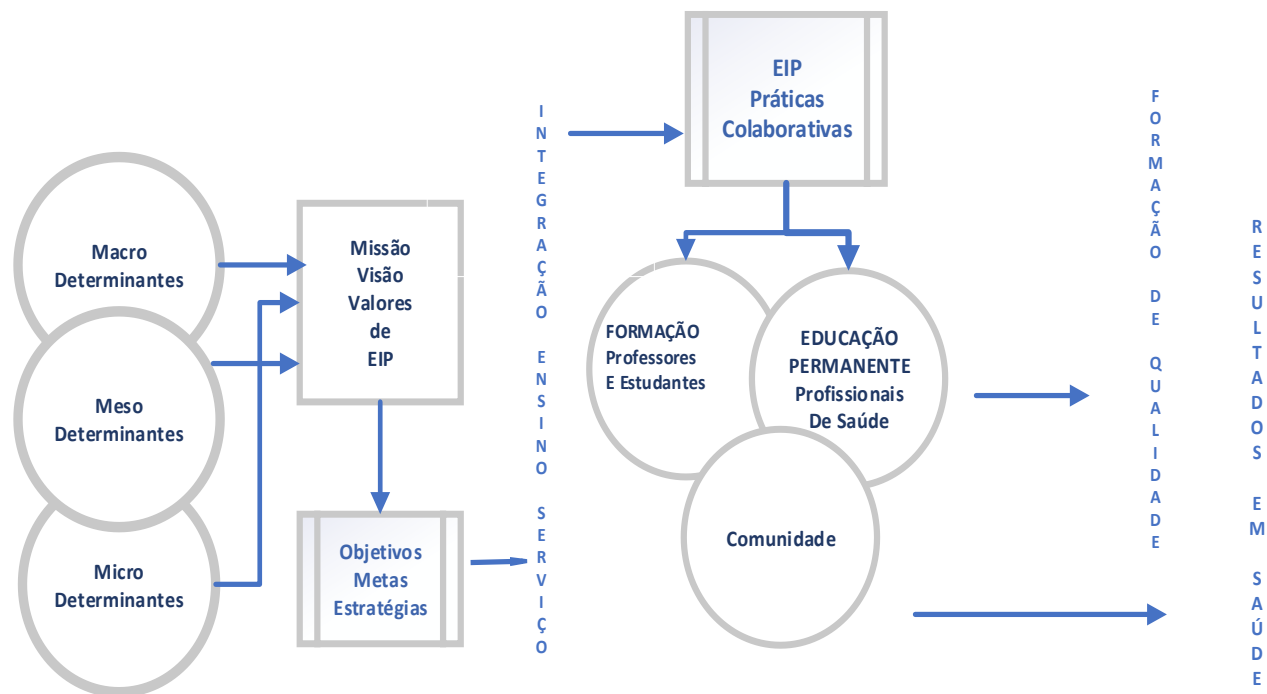 Macro
Determinantes
Meso
Determinantes
Micro
Determinantes
Missão
Visão
Valores
de
EIP
Objetivos
Metas
Estratégias
INTEGRAÇÃO ENSINO SERVIÇO
EIP
Práticas
Colaborativas
FORMAÇÃO
Professores
E Estudantes
EDUCAÇÃO
PERMANENTE
Profissionais
De Saúde
Comunidade
FORMAÇÃO DE QUALIDADE
RESULTADOS EM SAÚDE